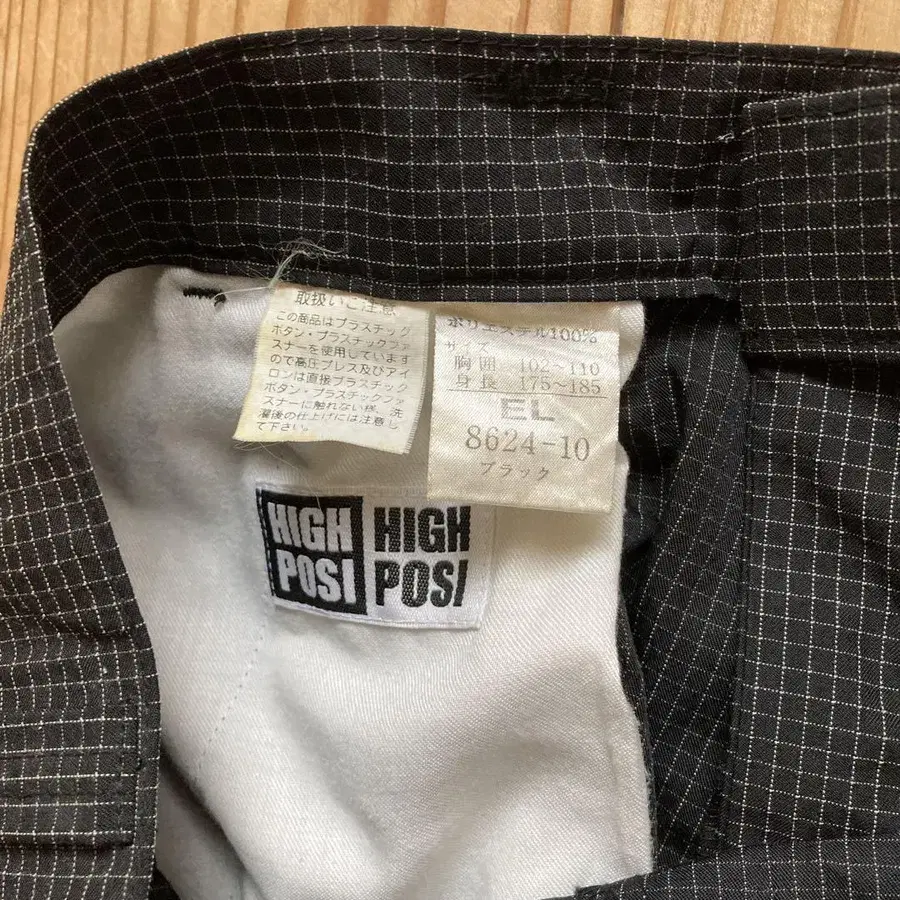 取扱いご注意
この商品はプラスチック
ボタン・プラスチックファ
スナーを使用しています
ので高圧プレス及びアイ
ロンは直接プラスチック
ボタン・プラスチックファ
スナーに触れない様、洗
濯後の仕上げには注意し
て下さい。
ポリエステル100%
サイズ
胸囲 102~110
身長 175~185
EL
8624-10
ブラック
HIGH HIGH
POSI POSI